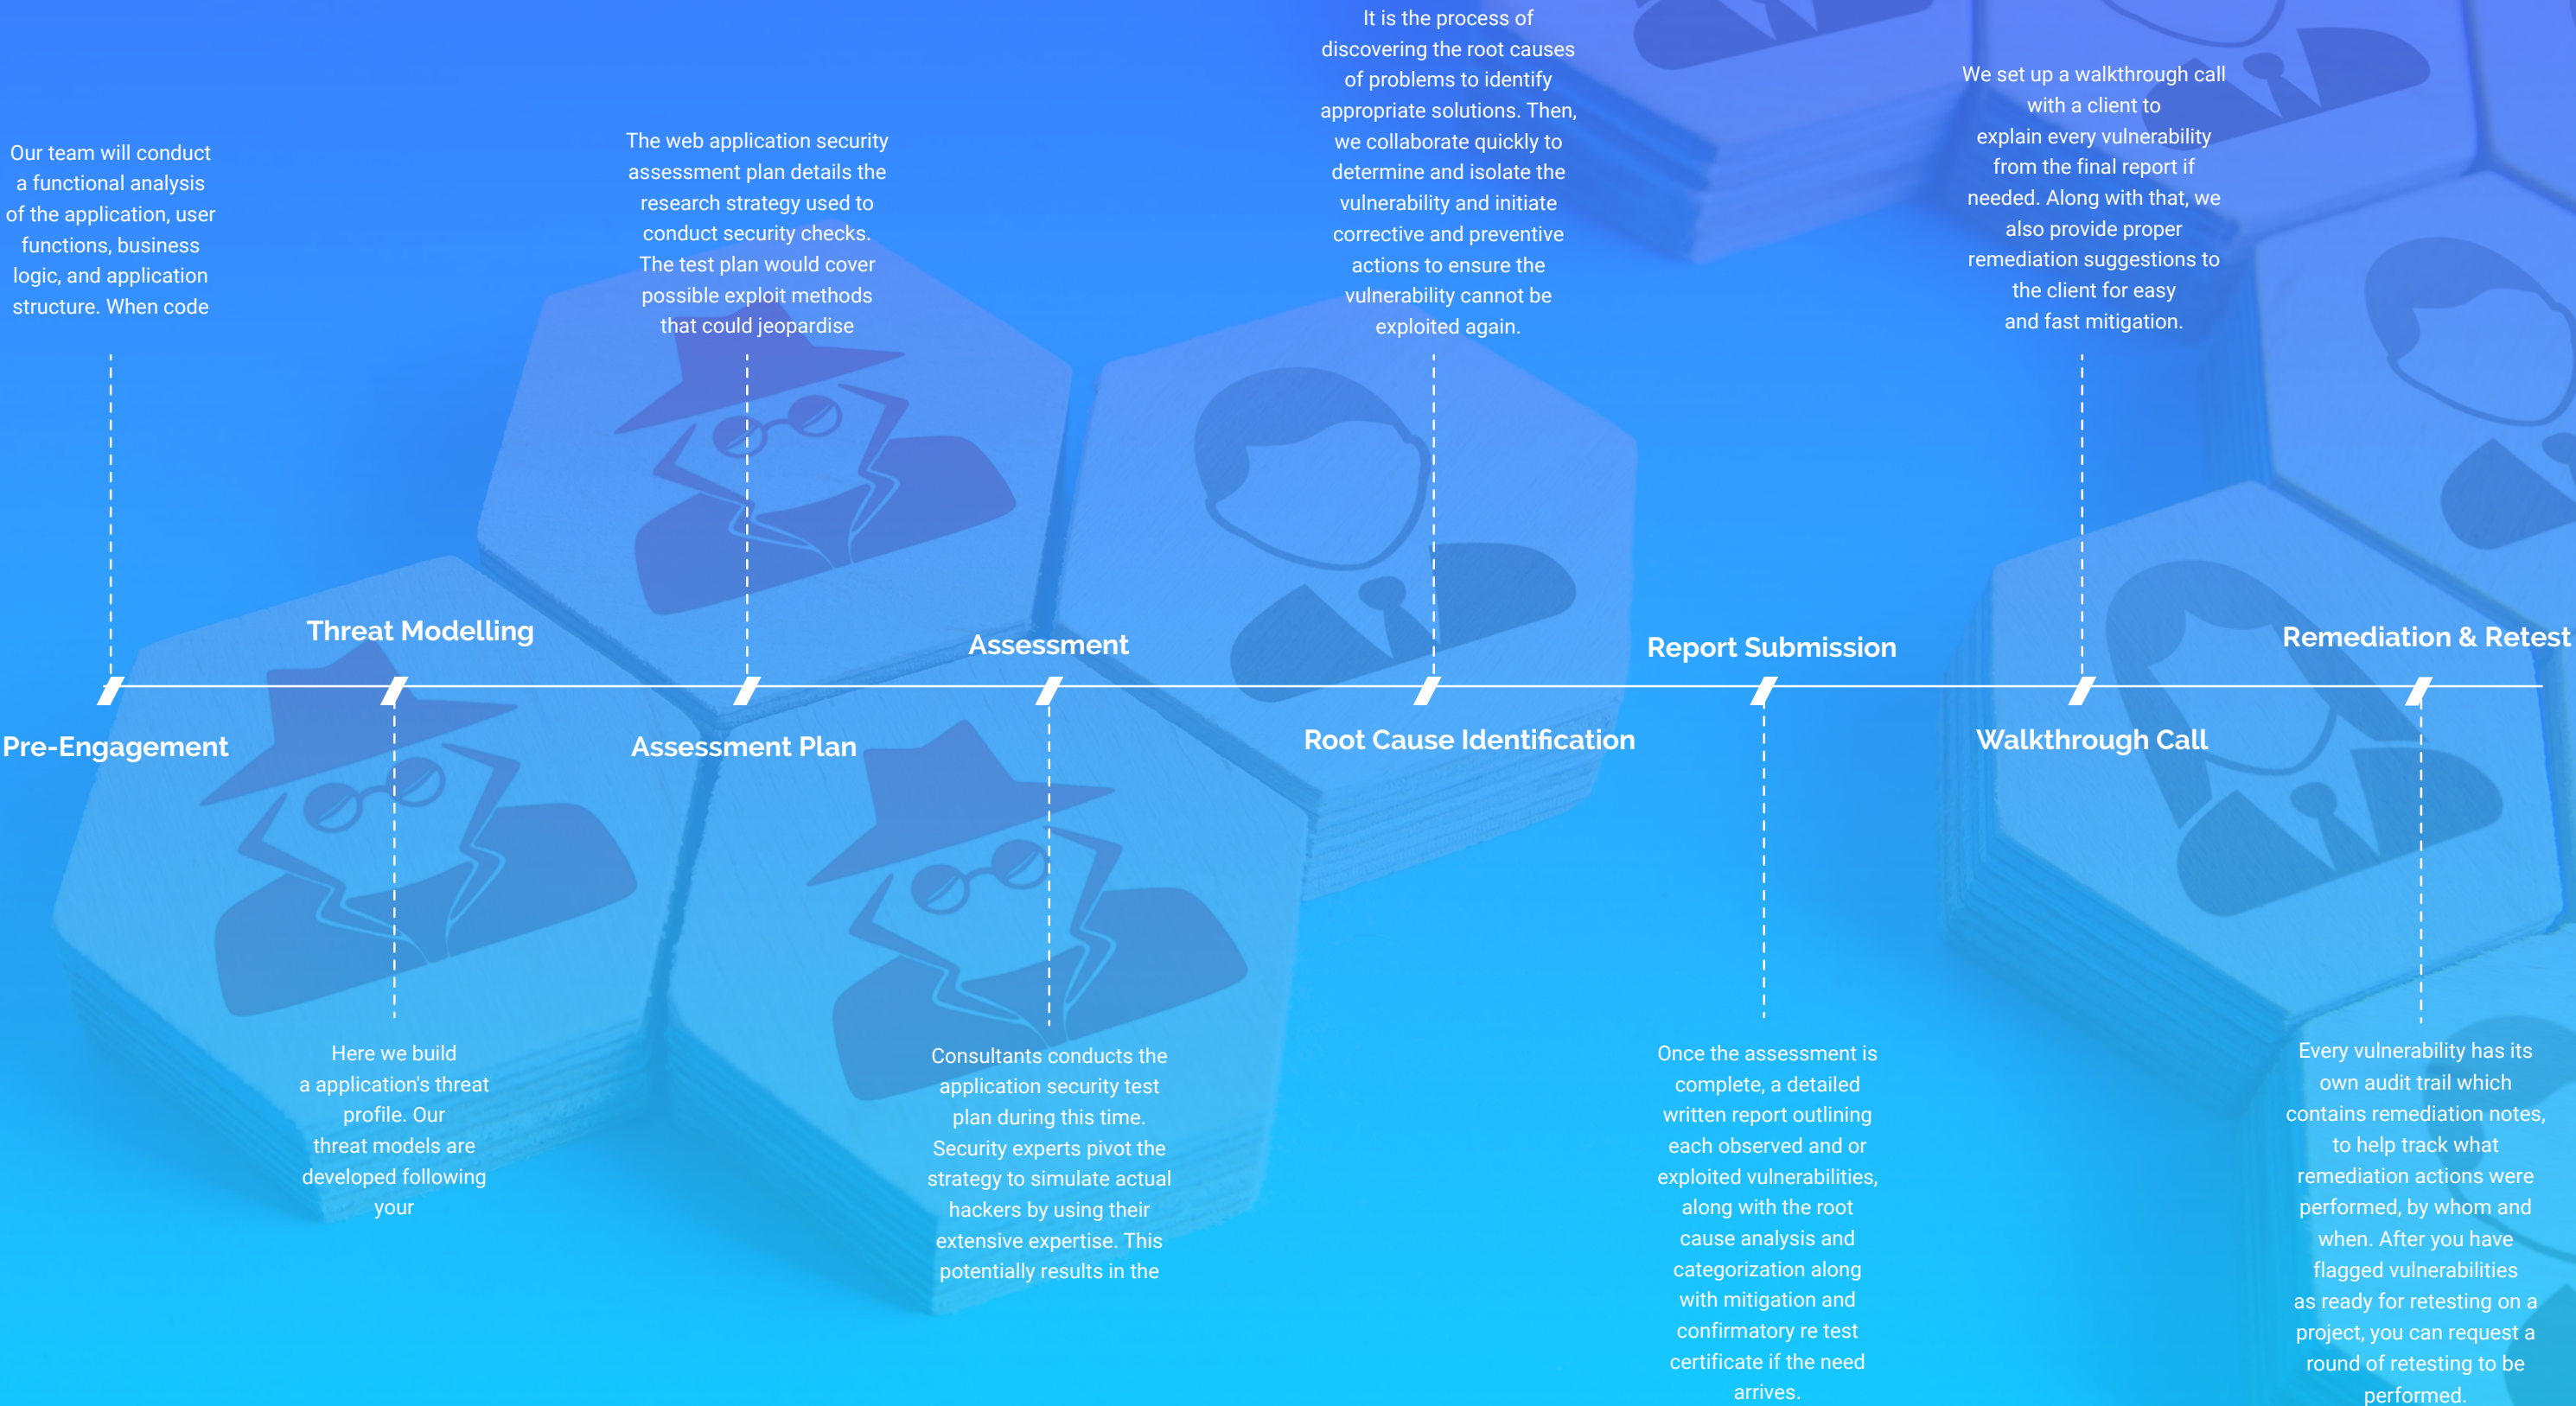 Our team will conduct
a functional analysis
of the application, user
functions, business
logic, and application
structure. When code
Pre-Engagement
Threat Modelling
Here we build
a application's threat
profile. Our
threat models are
developed following
your
The web application security
assessment plan details the
research strategy used to
conduct security checks.
The test plan would cover
possible exploit methods
that could jeopardise
Assessment Plan
Assessment
Consultants conducts the
application security test
plan during this time.
Security experts pivot the
strategy to simulate actual
hackers by using their
extensive expertise. This
potentially results in the
It is the process of
discovering the root causes
of problems to identify
appropriate solutions. Then,
we collaborate quickly to
determine and isolate the
vulnerability and initiate
corrective and preventive
actions to ensure the
vulnerability cannot be
exploited again.
Root Cause Identification
Report Submission
Once the assessment is
complete, a detailed
written report outlining
each observed and or
exploited vulnerabilities,
along with the root
cause analysis and
categorization along
with mitigation and
confirmatory re test
certificate if the need
arrives.
We set up a walkthrough call
with a client to
explain every vulnerability
from the final report if
needed. Along with that, we
also provide proper
remediation suggestions to
the client for easy
and fast mitigation.
Walkthrough Call
Remediation & Retest
Every vulnerability has its
own audit trail which
contains remediation notes,
to help track what
remediation actions were
performed, by whom and
when. After you have
flagged vulnerabilities
as ready for retesting on a
project, you can request a
round of retesting to be
performed.